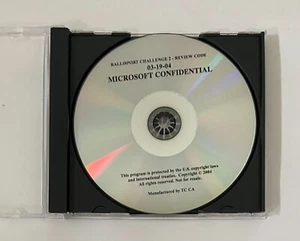 RALLISPORT CHALLENGE 2 - REVIEW CODE
03-19-04
MICROSOFT CONFIDENTIAL
This program is protected by the U.S. copyright laws
and international treaties. Copyright © 2004
All rights reserved. Not for resale.
Manufactured by TC CA